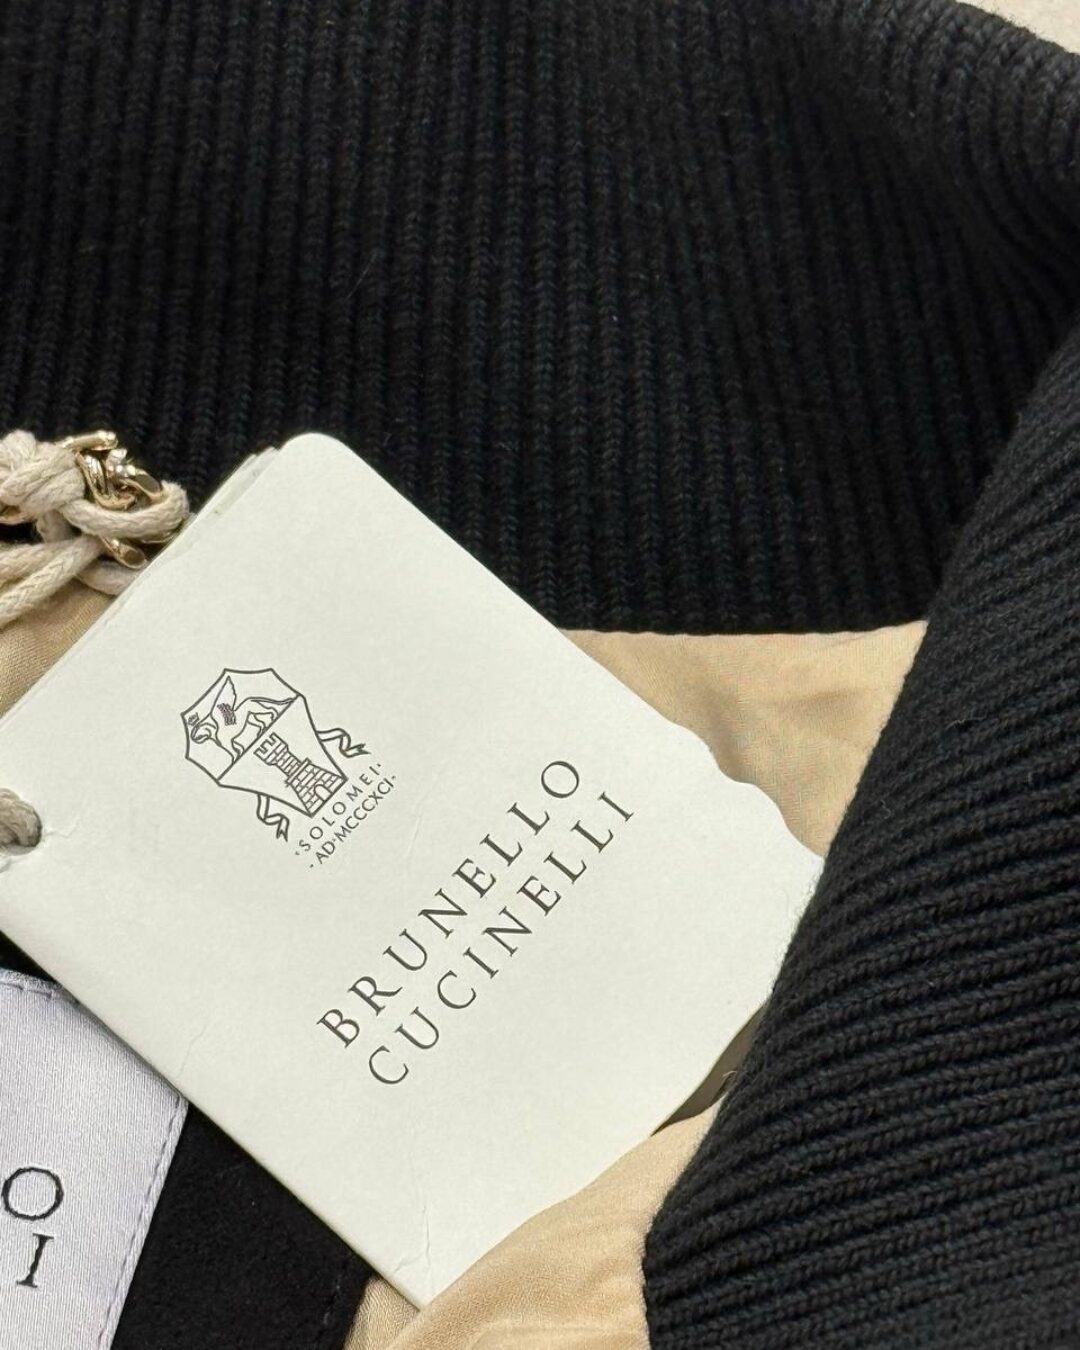 ·SOLOMEI·
·AD·MCCCXCI·
BRUNELLO
CUCINELLI
O
I